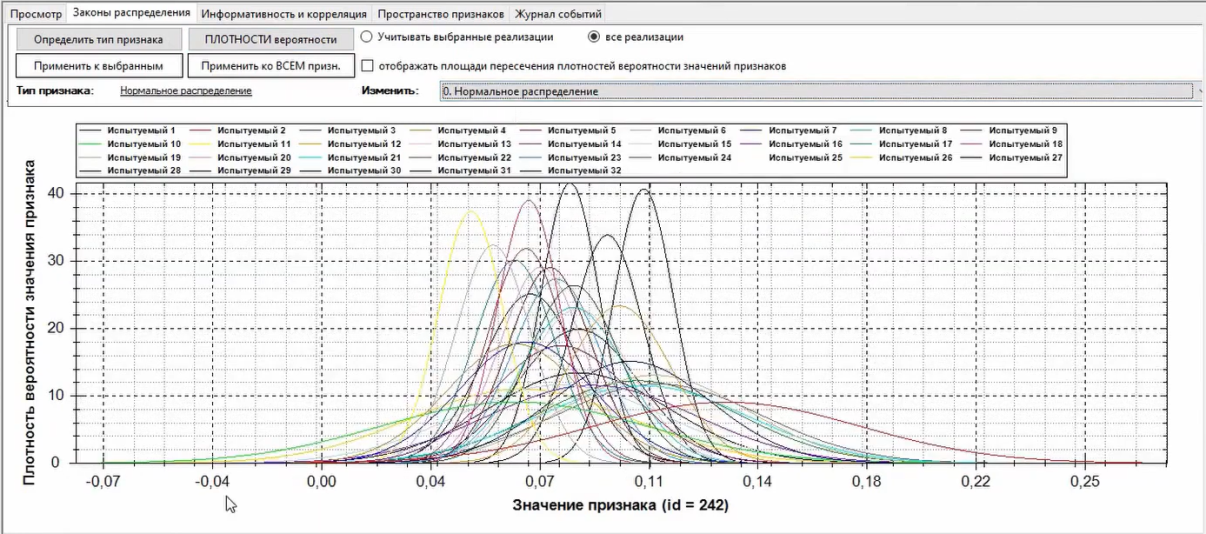 Просмотр Законы распределения Информативность и корреляция Пространство признаков Журнал событий
Определить тип признака ПЛОТНОСТИ вероятности Учитывать выбранные реализации все реализации
Применить к выбранным Применить ко ВСЕМ призн. отображать площади пересечения плотностей вероятности значений признаков
Тип признака: Нормальное распределение Изменить: 0. Нормальное распределение
Испытуемый 1 Испытуемый 2 Испытуемый 3 Испытуемый 4 Испытуемый 5 Испытуемый 6 Испытуемый 7 Испытуемый 8 Испытуемый 9
Испытуемый 10 Испытуемый 11 Испытуемый 12 Испытуемый 13 Испытуемый 14 Испытуемый 15 Испытуемый 16 Испытуемый 17 Испытуемый 18
Испытуемый 19 Испытуемый 20 Испытуемый 21 Испытуемый 22 Испытуемый 23 Испытуемый 24 Испытуемый 25 Испытуемый 26 Испытуемый 27
Испытуемый 28 Испытуемый 29 Испытуемый 30 Испытуемый 31 Испытуемый 32
Плотность вероятности значения признака
40
30
20
10
0
-0,07 -0,04 0,00 0,04 0,07 0,11 0,14 0,18 0,22 0,25
Значение признака (id = 242)